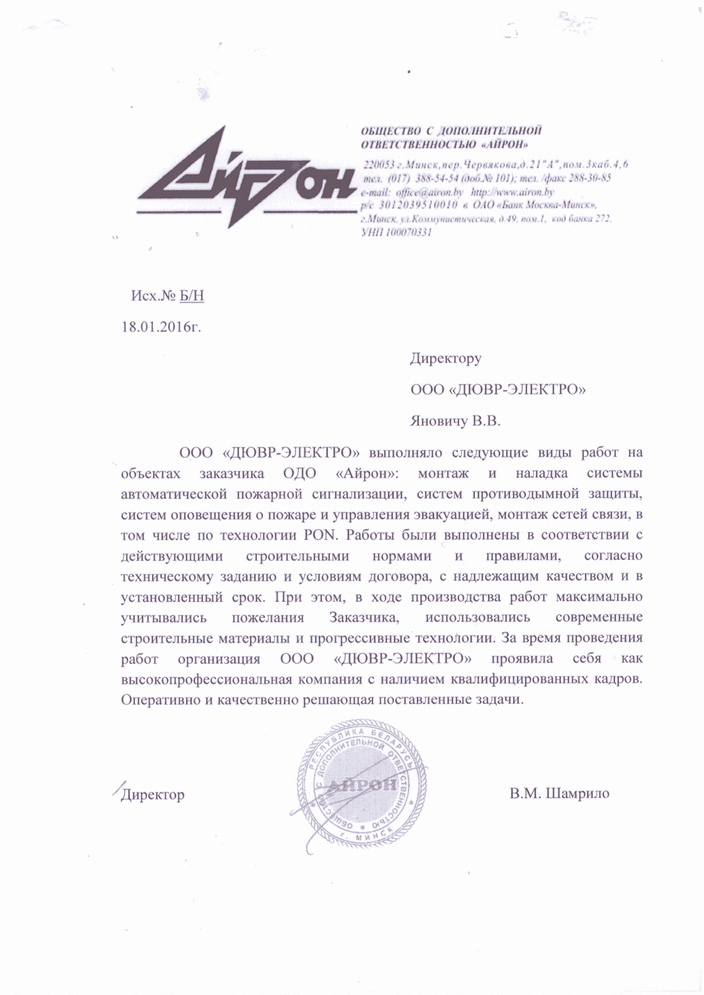 Айрон
ОБЩЕСТВО С ДОПОЛНИТЕЛЬНОЙ
ОТВЕТСТВЕННОСТЬЮ «АЙРОН»
220053 г.Минск,пер.Червякова,д.21"А",пом.3каб.4,6
тел. (017) 388-54-54 (доб.№ 101); тел. /факс 288-30-85
e-mail: office@airon.by http://www.airon.by
р/с 3012039510010 в ОАО «Банк Москва-Минск»,
г.Минск, ул.Коммунистическая, д.49, пом.1, код банка 272.
УНП 100070331
Исх.№ Б/Н
18.01.2016г.
Директору
ООО «ДЮВР-ЭЛЕКТРО»
Яновичу В.В.
ООО «ДЮВР-ЭЛЕКТРО» выполняло следующие виды работ на
объектах заказчика ОДО «Айрон»: монтаж и наладка системы
автоматической пожарной сигнализации, систем противодымной защиты,
систем оповещения о пожаре и управления эвакуацией, монтаж сетей связи, в
том числе по технологии PON. Работы были выполнены в соответствии с
действующими строительными нормами и правилами, согласно
техническому заданию и условиям договора, с надлежащим качеством и в
установленный срок. При этом, в ходе производства работ максимально
учитывались пожелания Заказчика, использовались современные
строительные материалы и прогрессивные технологии. За время проведения
работ организация ООО «ДЮВР-ЭЛЕКТРО» проявила себя как
высокопрофессиональная компания с наличием квалифицированных кадров.
Оперативно и качественно решающая поставленные задачи.
РЕСПУБЛИКА БЕЛАРУСЬ
ОБЩЕСТВО С ДОПОЛНИТЕЛЬНОЙ ОТВЕТСТВЕННОСТЬЮ
АЙРОН
г. МИНСК
Директор В.М. Шамрило